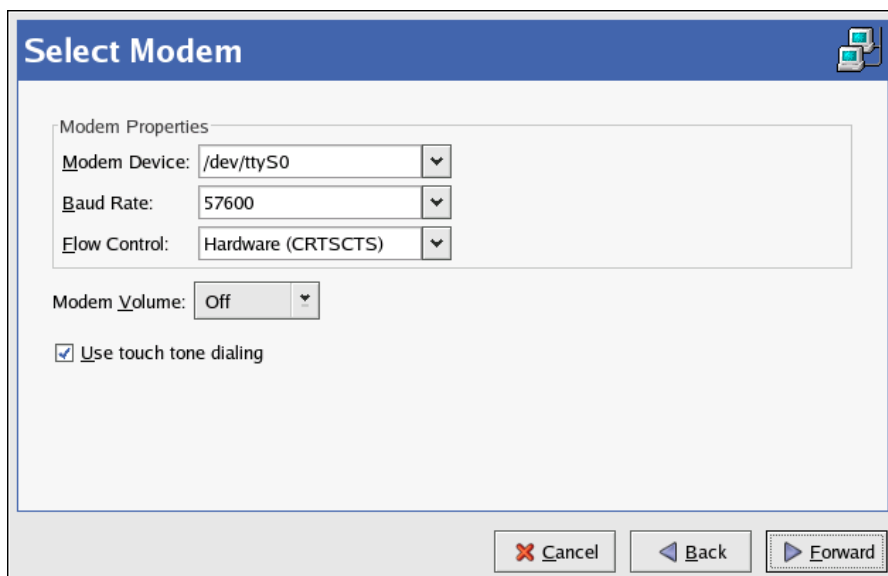 Select Modem
Modem Properties
Modem Device: /dev/ttyS0
Baud Rate: 57600
Flow Control: Hardware (CRTSCTS)
Modem Volume: Off
Use touch tone dialing
Cancel Back Forward